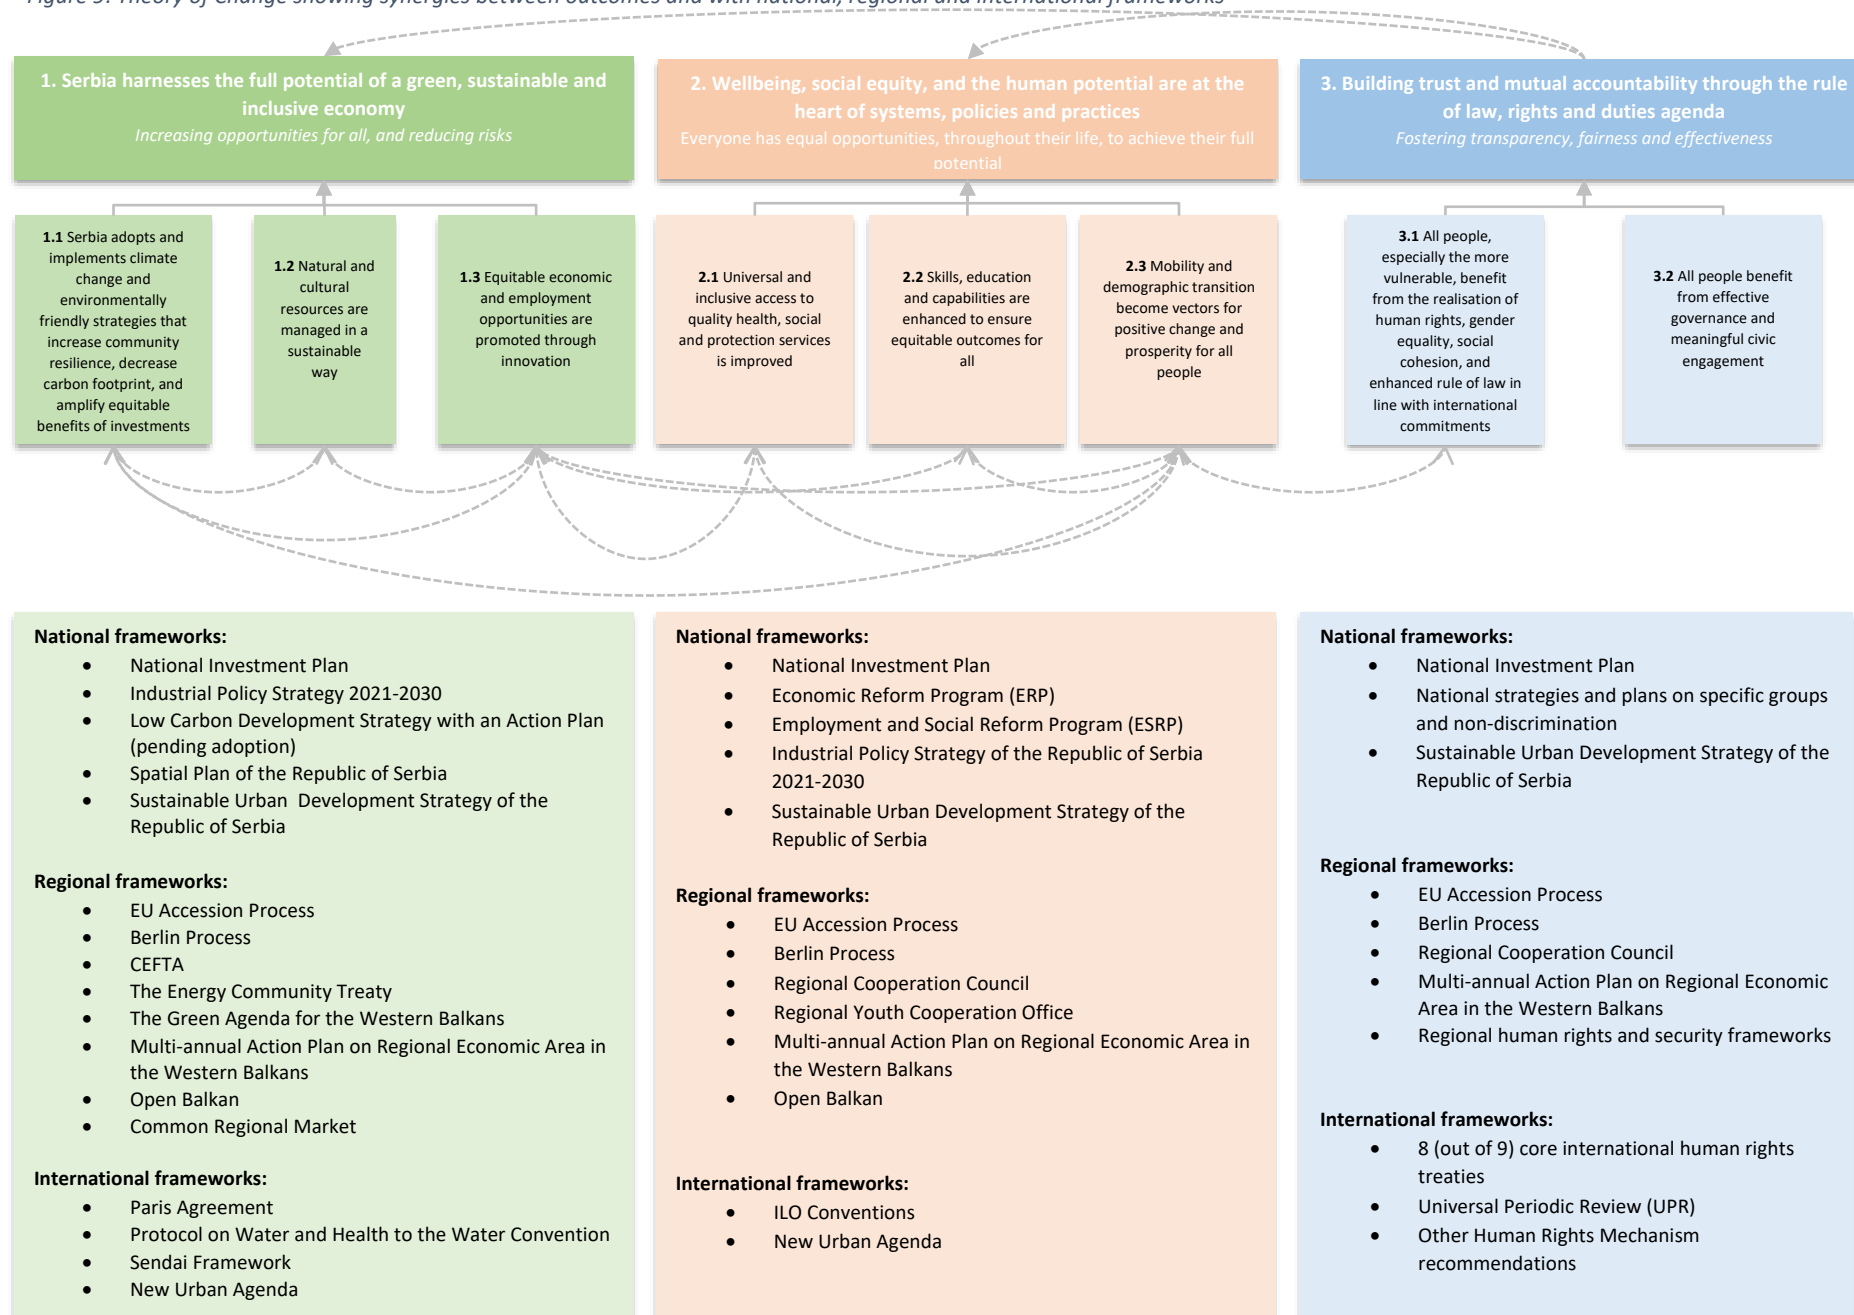 Figure 5: Theory of Change showing synergies between outcomes and with national, regional and international frameworks
1. Serbia harnesses the full potential of a green, sustainable and
inclusive economy
Increasing opportunities for all, and reducing risks
2. Wellbeing, social equity, and the human potential are at the
heart of systems, policies and practices
Everyone has equal opportunities, throughout their life, to achieve their full
potential
3. Building trust and mutual accountability through the rule
of law, rights and duties agenda
Fostering transparency, fairness and effectiveness
1.1 Serbia adopts and
implements climate
change and
environmentally
friendly strategies that
increase community
resilience, decrease
carbon footprint, and
amplify equitable
benefits of investments
1.2 Natural and
cultural
resources are
managed in a
sustainable
way
1.3 Equitable economic
and employment
opportunities are
promoted through
innovation
2.1 Universal and
inclusive access to
quality health, social
and protection services
is improved
2.2 Skills, education
and capabilities are
enhanced to ensure
equitable outcomes for
all
2.3 Mobility and
demographic transition
become vectors for
positive change and
prosperity for all
people
3.1 All people,
especially the more
vulnerable, benefit
from the realisation of
human rights, gender
equality, social
cohesion, and
enhanced rule of law in
line with international
commitments
3.2 All people benefit
from effective
governance and
meaningful civic
engagement
National frameworks:
• National Investment Plan
• Industrial Policy Strategy 2021-2030
• Low Carbon Development Strategy with an Action Plan
(pending adoption)
• Spatial Plan of the Republic of Serbia
• Sustainable Urban Development Strategy of the
Republic of Serbia
Regional frameworks:
• EU Accession Process
• Berlin Process
• CEFTA
• The Energy Community Treaty
• The Green Agenda for the Western Balkans
• Multi-annual Action Plan on Regional Economic Area in
the Western Balkans
• Open Balkan
• Common Regional Market
International frameworks:
• Paris Agreement
• Protocol on Water and Health to the Water Convention
• Sendai Framework
• New Urban Agenda
National frameworks:
• National Investment Plan
• Economic Reform Program (ERP)
• Employment and Social Reform Program (ESRP)
• Industrial Policy Strategy of the Republic of Serbia
2021-2030
• Sustainable Urban Development Strategy of the
Republic of Serbia
Regional frameworks:
• EU Accession Process
• Berlin Process
• Regional Cooperation Council
• Regional Youth Cooperation Office
• Multi-annual Action Plan on Regional Economic Area in
the Western Balkans
• Open Balkan
International frameworks:
• ILO Conventions
• New Urban Agenda
National frameworks:
• National Investment Plan
• National strategies and plans on specific groups
and non-discrimination
• Sustainable Urban Development Strategy of the
Republic of Serbia
Regional frameworks:
• EU Accession Process
• Berlin Process
• Regional Cooperation Council
• Multi-annual Action Plan on Regional Economic
Area in the Western Balkans
• Regional human rights and security frameworks
International frameworks:
• 8 (out of 9) core international human rights
treaties
• Universal Periodic Review (UPR)
• Other Human Rights Mechanism
recommendations